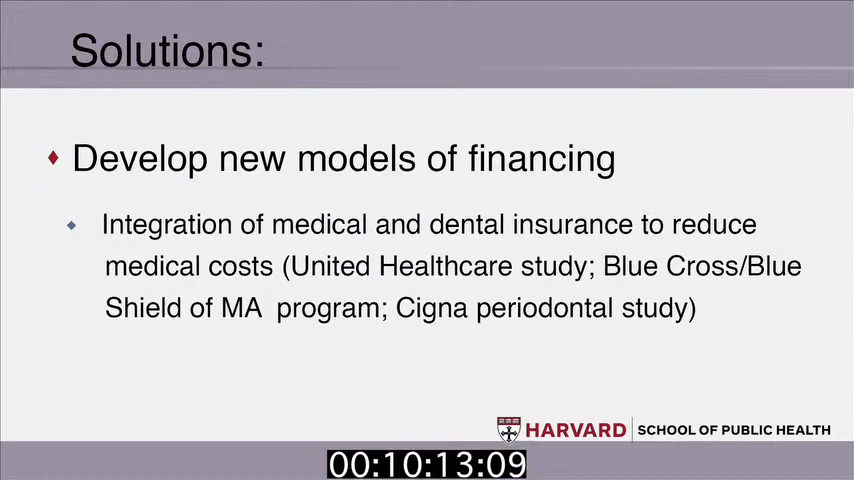 Solutions:
Develop new models of financing
Integration of medical and dental insurance to reduce
medical costs (United Healthcare study; Blue Cross/Blue
Shield of MA program; Cigna periodontal study)
HARVARD SCHOOL OF PUBLIC HEALTH
00:10:13:09